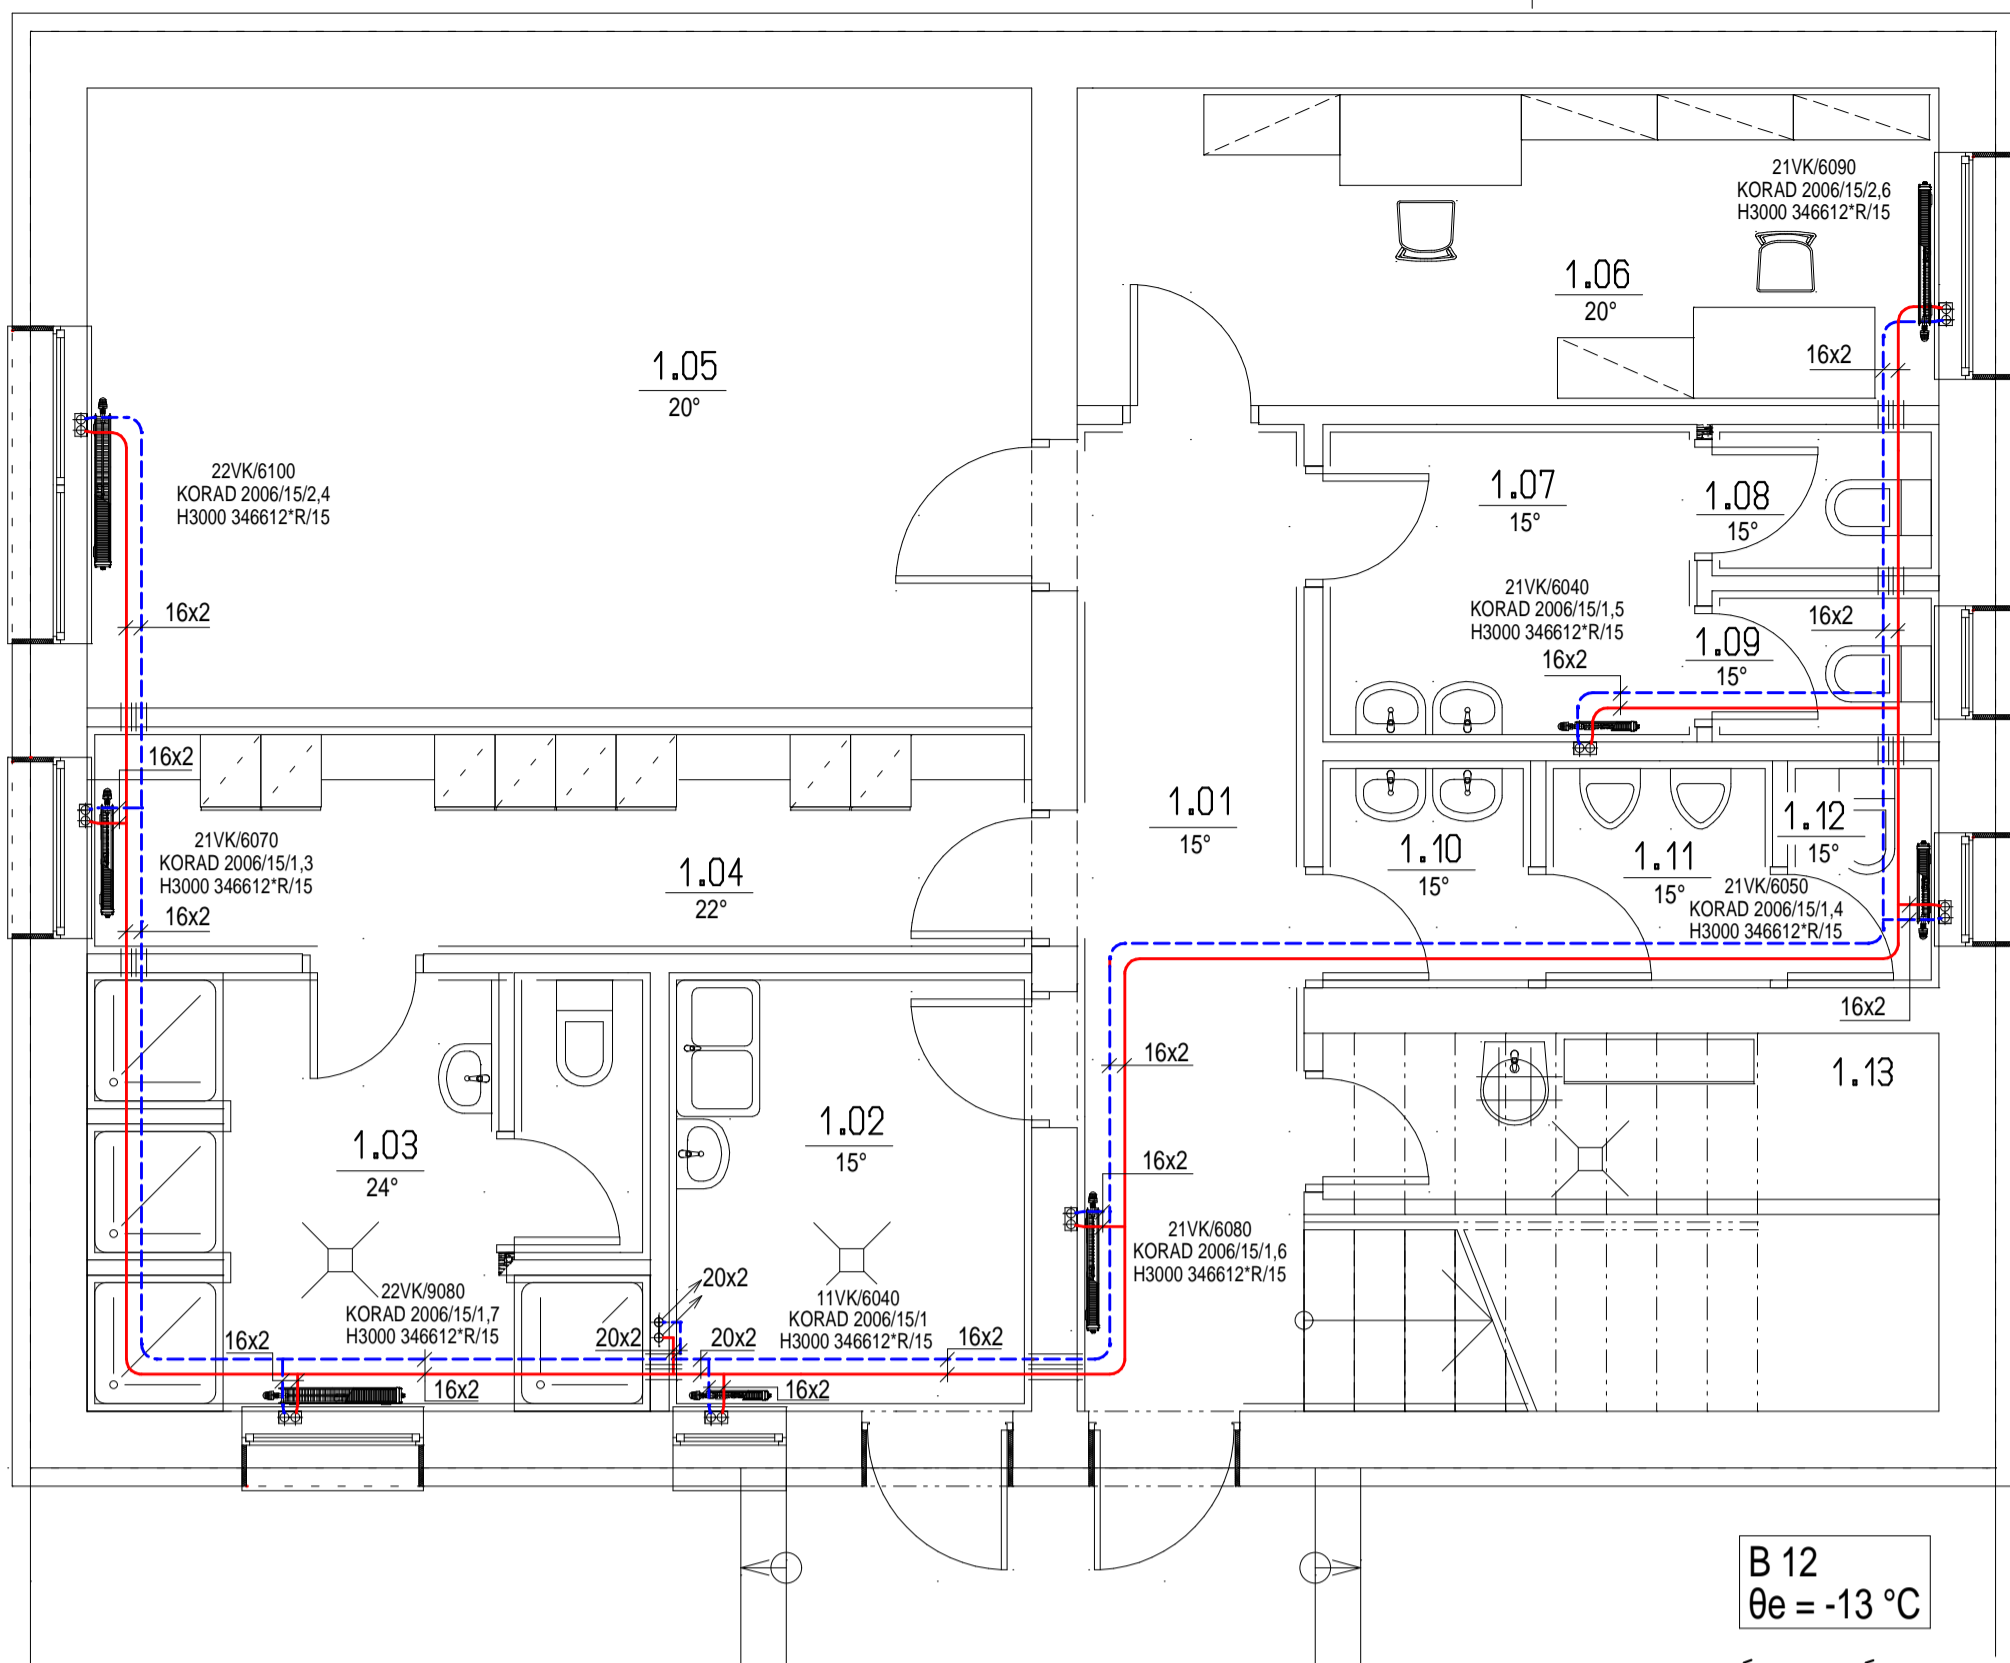 21VK/6090
KORAD 2006/15/2,6
H3000 346612*R/15
1.06
20°
16x2
1.05
20°
22VK/6100
KORAD 2006/15/2,4
H3000 346612*R/15
16x2
1.07
15°
1.08
15°
21VK/6040
KORAD 2006/15/1,5
H3000 346612*R/15
16x2
16x2
1.09
15°
16x2
21VK/6070
KORAD 2006/15/1,3
H3000 346612*R/15
16x2
1.04
22°
1.01
15°
1.10
15°
1.11
15°
1.12
15°
21VK/6050
KORAD 2006/15/1,4
H3000 346612*R/15
16x2
16x2
1.13
1.03
24°
1.02
15°
16x2
21VK/6080
KORAD 2006/15/1,6
H3000 346612*R/15
22VK/9080
KORAD 2006/15/1,7
H3000 346612*R/15
20x2
11VK/6040
KORAD 2006/15/1
H3000 346612*R/15
16x2
20x2
20x2
16x2
16x2
16x2
B 12
θe = -13 °C